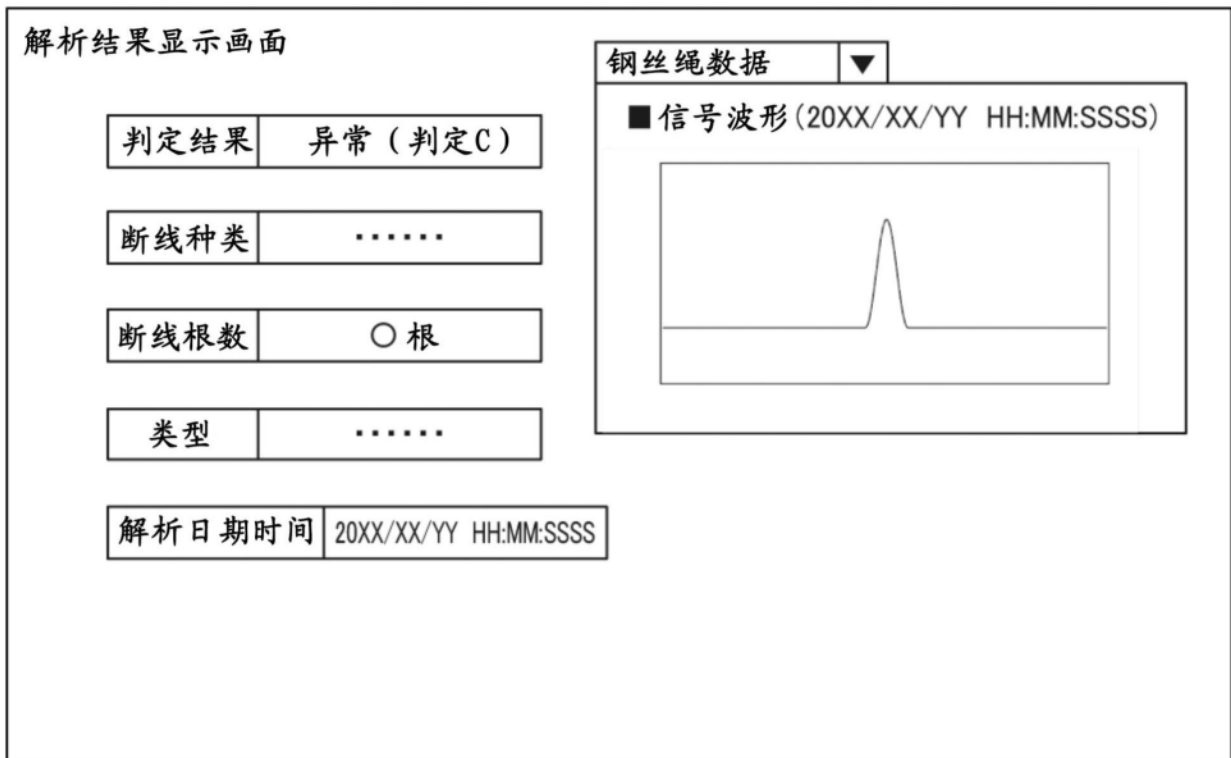 解析结果显示画面
判定结果 异常（判定C）
断线种类 ······
断线根数 ○根
类型 ······
解析日期时间 20XX/XX/YY HH:MM:SSSS
钢丝绳数据 ▼
■信号波形(20XX/XX/YY HH:MM:SSSS)